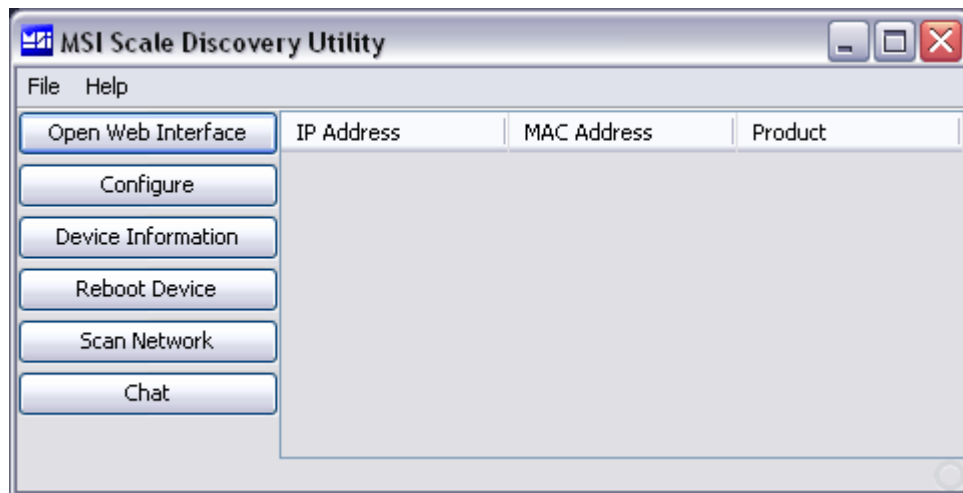 MSI MSI Scale Discovery Utility
File Help
Open Web Interface IP Address MAC Address Product
Configure
Device Information
Reboot Device
Scan Network
Chat